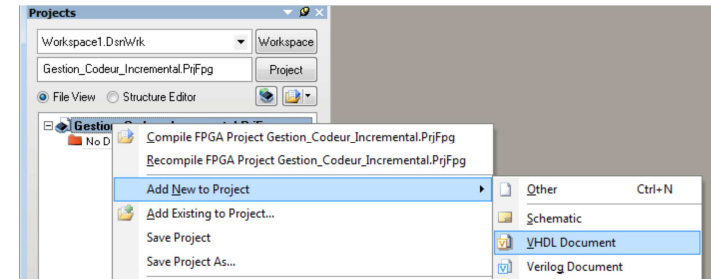 Projects
Workspace1.DsnWrk Workspace
Gestion_Codeur_Incremental.PrjFpg Project
File View Structure Editor
No D
Compile FPGA Project Gestion_Codeur_Incremental.PrjFpg
Recompile FPGA Project Gestion_Codeur_Incremental.PrjFpg
Add New to Project
Other Ctrl+N
Add Existing to Project...
Schematic
Save Project
VHDL Document
Save Project As...
Verilog Document